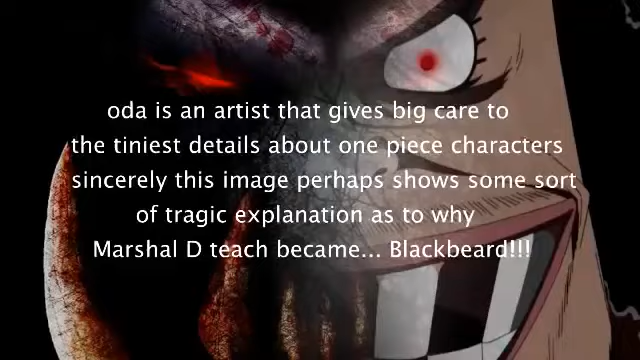 oda is an artist that gives big care to
the tiniest details about one piece characters
sincerely this image perhaps shows some sort
of tragic explanation as to why
Marshal D teach became... Blackbeard!!!